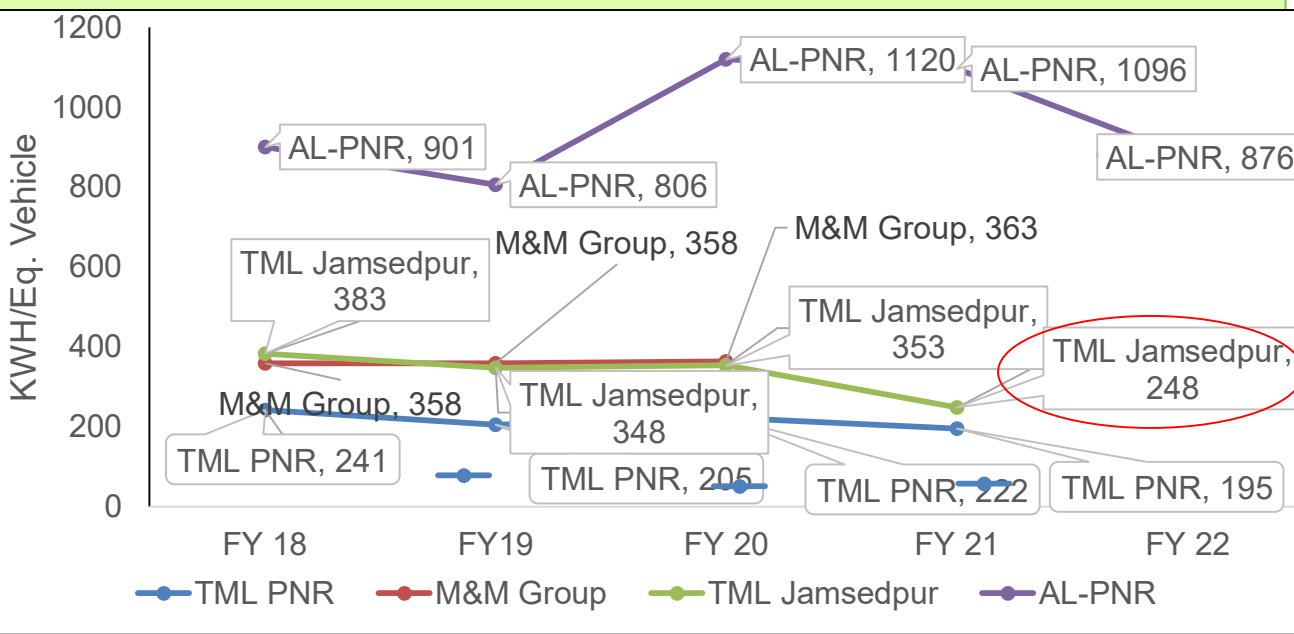 1200
1000
800
600
400
200
0
KWH/Eq. Vehicle
AL-PNR, 901
AL-PNR, 806
AL-PNR, 1120
AL-PNR, 1096
AL-PNR, 876
M&M Group, 358
M&M Group, 358
M&M Group, 363
TML Jamsedpur,
383
TML Jamsedpur,
348
TML Jamsedpur,
353
TML Jamsedpur,
248
TML PNR, 241
TML PNR, 205
TML PNR, 222
TML PNR, 195
FY 18
FY19
FY 20
FY 21
FY 22
TML PNR
M&M Group
TML Jamsedpur
AL-PNR